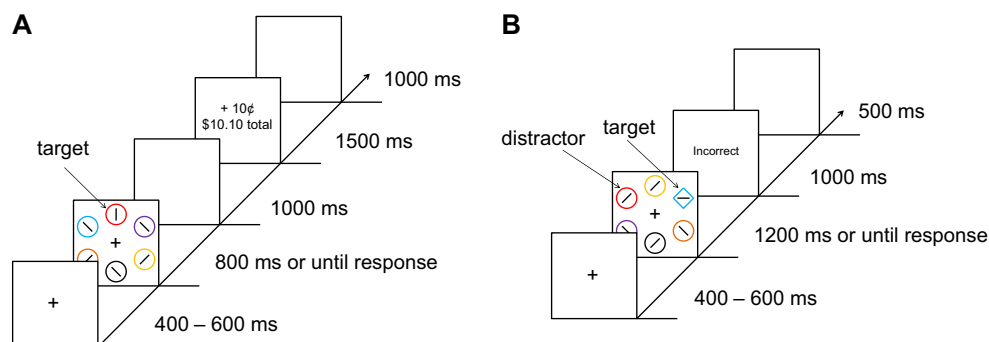 A
target
+ 10¢
$10.10 total
1000 ms
1500 ms
1000 ms
800 ms or until response
400 – 600 ms
+
+
B
distractor
target
Incorrect
500 ms
1000 ms
1200 ms or until response
400 – 600 ms
+
+